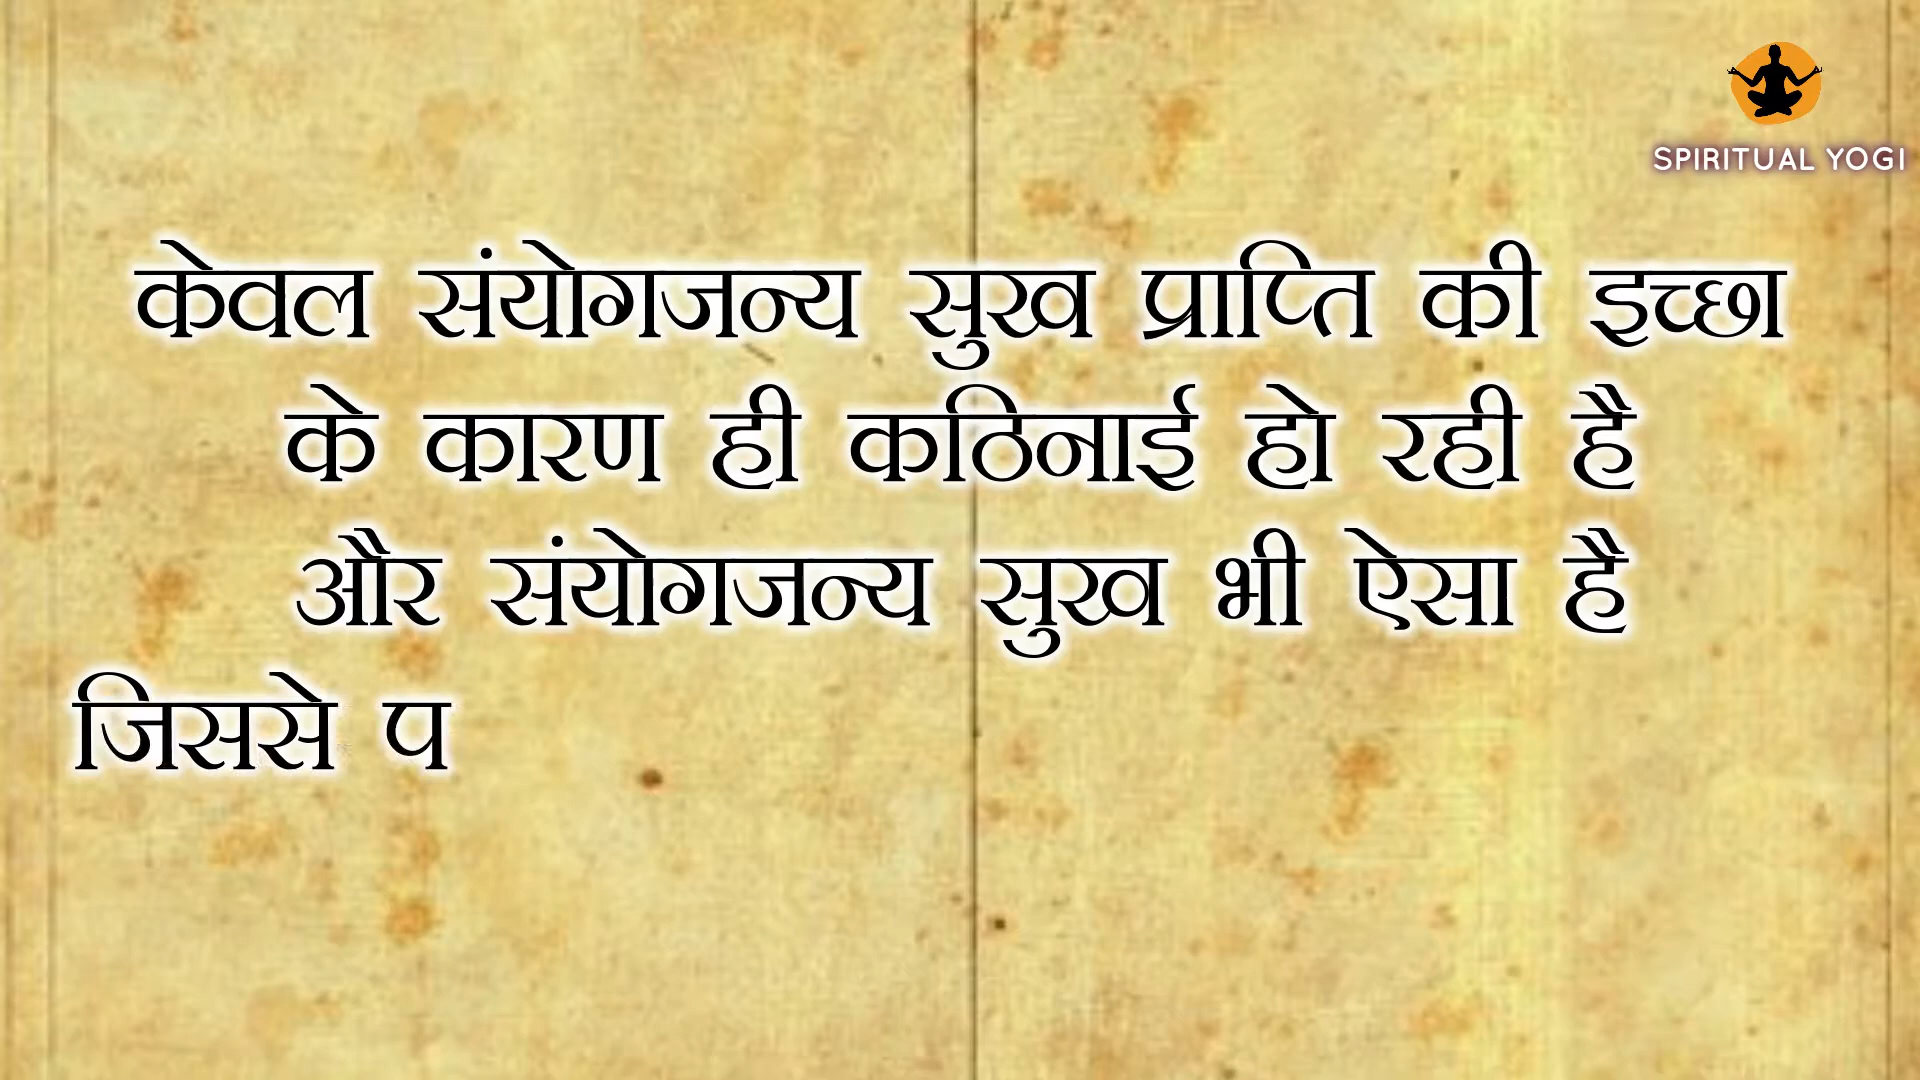 SPIRITUAL YOGI
केवल संयोगजन्य सुख प्राप्ति की इच्छा
के कारण ही कठिनाई हो रही है
और संयोगजन्य सुख भी ऐसा है
जिससे प